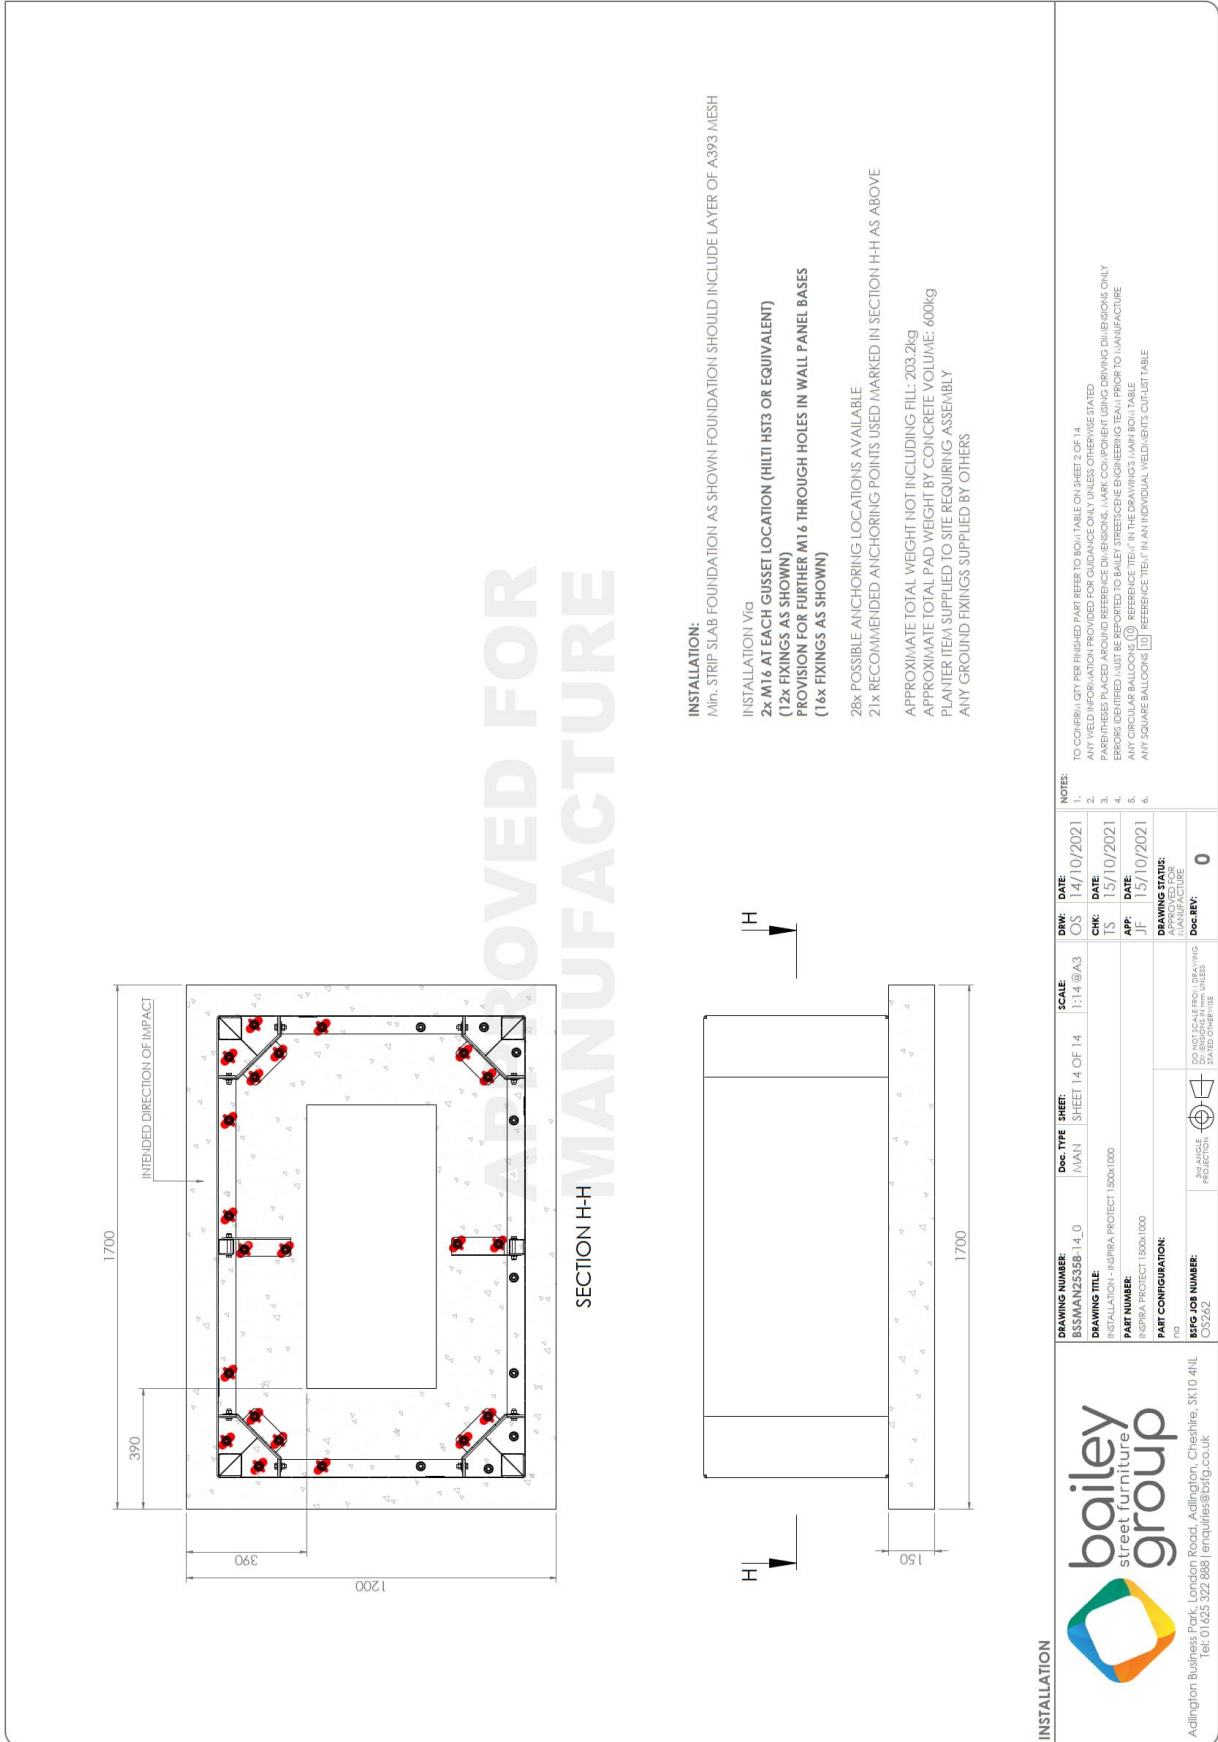 1700
390
INTENDED DIRECTION OF IMPACT
390
1200
SECTION H-H
H
H
150
1700
APPROVED FOR
MANUFACTURE
INSTALLATION:
Min. STRIP SLAB FOUNDATION AS SHOWN FOUNDATION SHOULD INCLUDE LAYER OF A393 MESH
INSTALLATION Via
2x M16 AT EACH GUSSET LOCATION (HILTI HST3 OR EQUIVALENT)
(12x FIXINGS AS SHOWN)
PROVISION FOR FURTHER M16 THROUGH HOLES IN WALL PANEL BASES
(16x FIXINGS AS SHOWN)
28x POSSIBLE ANCHORING LOCATIONS AVAILABLE
21x RECOMMENDED ANCHORING POINTS USED MARKED IN SECTION H-H AS ABOVE
APPROXIMATE TOTAL WEIGHT NOT INCLUDING FILL: 203.2kg
APPROXIMATE TOTAL PAD WEIGHT BY CONCRETE VOLUME: 600kg
PLANTER ITEM SUPPLIED TO SITE REQUIRING ASSEMBLY
ANY GROUND FIXINGS SUPPLIED BY OTHERS
INSTALLATION
bailey
street furniture
group
Adlington Business Park, London Road, Adlington, Cheshire, SK10 4NL
Tel: 01625 322 888 | enquiries@bsfg.co.uk
DRAWING NUMBER:
BSSMAN25358-14_0
Doc. TYPE
MAN
SHEET:
SHEET 14 OF 14
SCALE:
1:14 @A3
DRAWING TITLE:
INSTALLATION - INSPIRA PROTECT 1500x1000
PART NUMBER:
INSPIRA PROTECT 1500x1000
PART CONFIGURATION:
na
BSFG JOB NUMBER:
OS262
3rd ANGLE
PROJECTION
DO NOT SCALE FROM DRAWING
DIMENSIONS IN mm UNLESS
STATED OTHERWISE
DRW:
OS
DATE:
14/10/2021
CHK:
TS
DATE:
15/10/2021
APP:
JF
DATE:
15/10/2021
DRAWING STATUS:
APPROVED FOR
MANUFACTURE
Doc.REV:
0
NOTES:
1. TO CONFIRM QTY PER FINISHED PART REFER TO BOM TABLE ON SHEET 2 OF 14
2. ANY WELD INFORMATION PROVIDED FOR GUIDANCE ONLY UNLESS OTHERWISE STATED
3. PARENTHESES PLACED AROUND REFERENCE DIMENSIONS. MARK COMPONENT USING DRIVING DIMENSIONS ONLY
4. ERRORS IDENTIFIED MUST BE REPORTED TO BAILEY STREETSCENE ENGINEERING TEAM PRIOR TO MANUFACTURE
5. ANY CIRCULAR BALLOONS 10 REFERENCE 'ITEM' IN THE DRAWING'S MAIN BOM TABLE
6. ANY SQUARE BALLOONS 10 REFERENCE 'ITEM' IN AN INDIVIDUAL WELDMENTS CUT-LIST TABLE